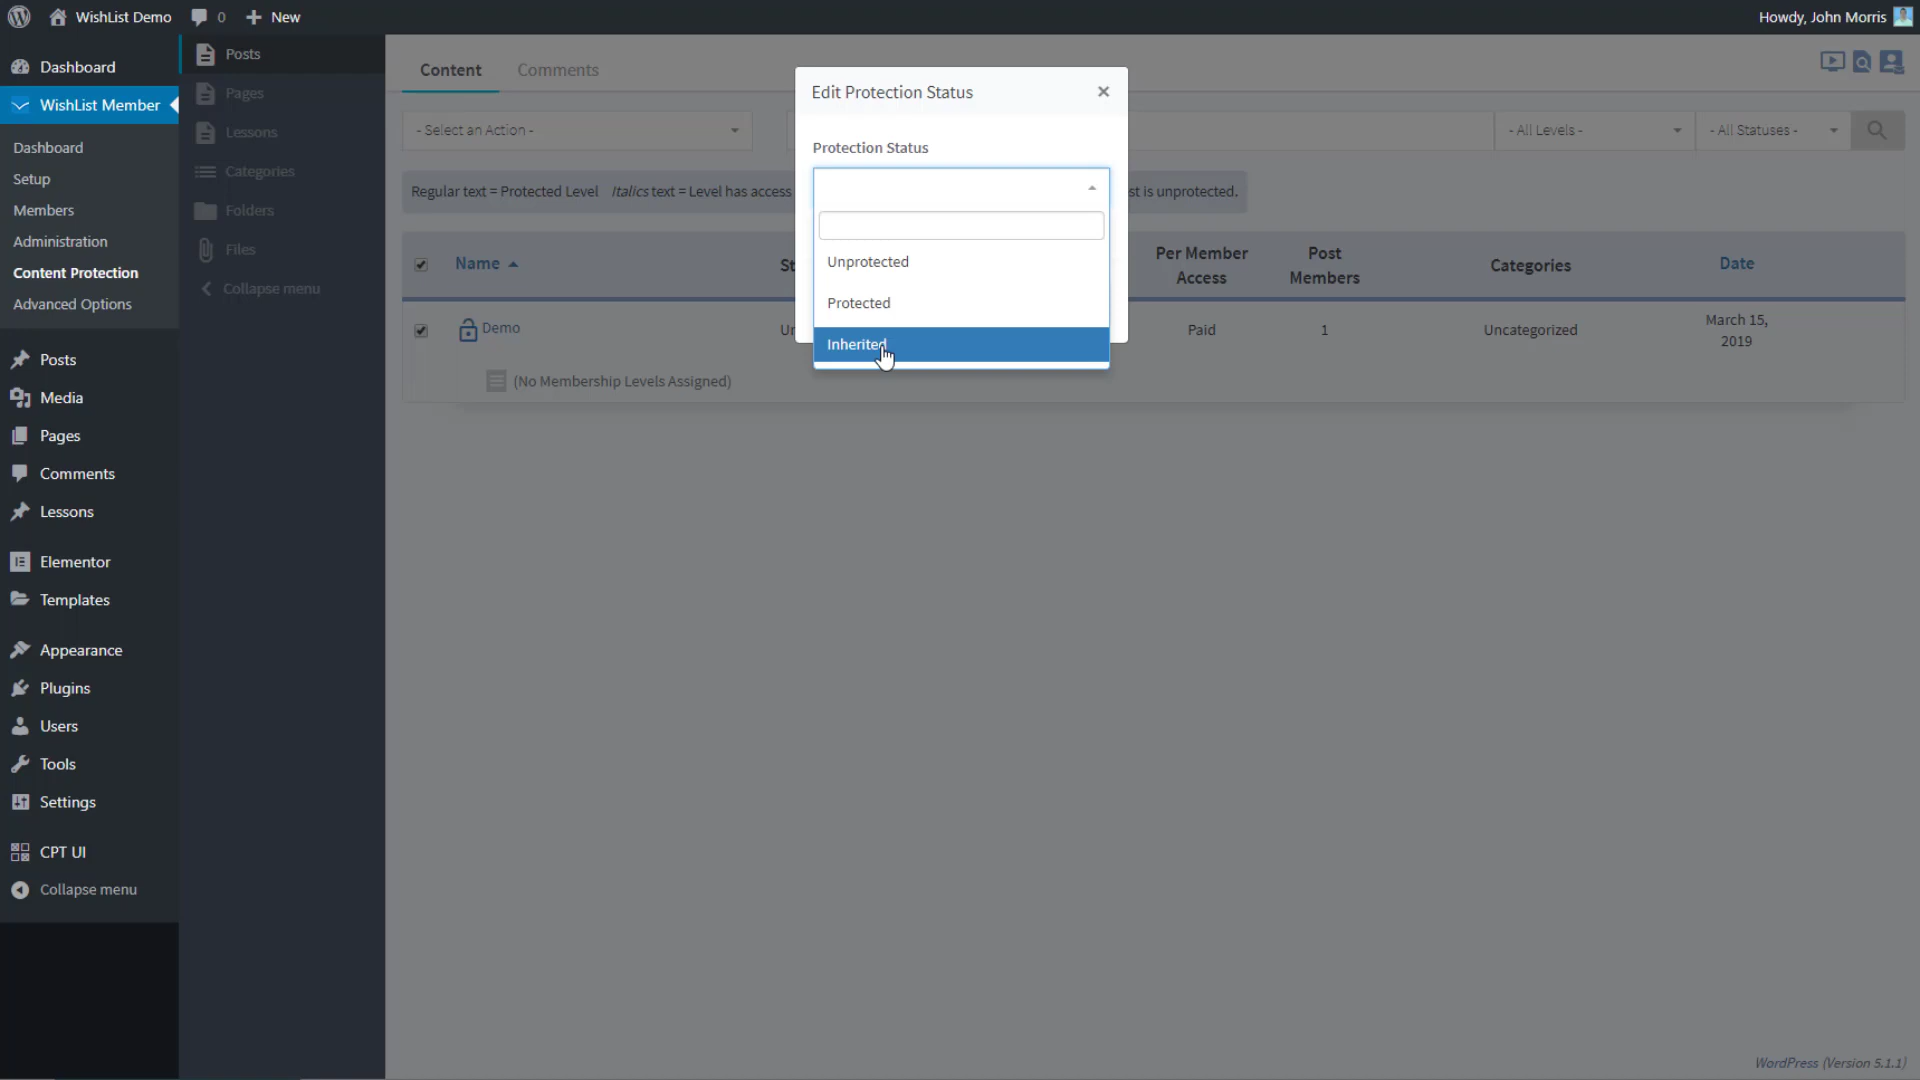 WishList Demo 0 New Howdy, John Morris
Dashboard
WishList Member
Dashboard
Setup
Members
Administration
Content Protection
Advanced Options
Posts
Media
Pages
Comments
Lessons
Elementor
Templates
Appearance
Plugins
Users
Tools
Settings
CPT UI
Collapse menu
Posts
Pages
Lessons
Categories
Folders
Files
Collapse menu
Content Comments
- Select an Action - - All Levels - - All Statuses -
Regular text = Protected Level Italics text = Level has access st is unprotected.
Name St Per Member Access Post Members Categories Date
Demo Ur Paid 1 Uncategorized March 15,
2019
(No Membership Levels Assigned)
Edit Protection Status ×
Protection Status
Unprotected
Protected
Inherited
WordPress (Version 5.1.1)